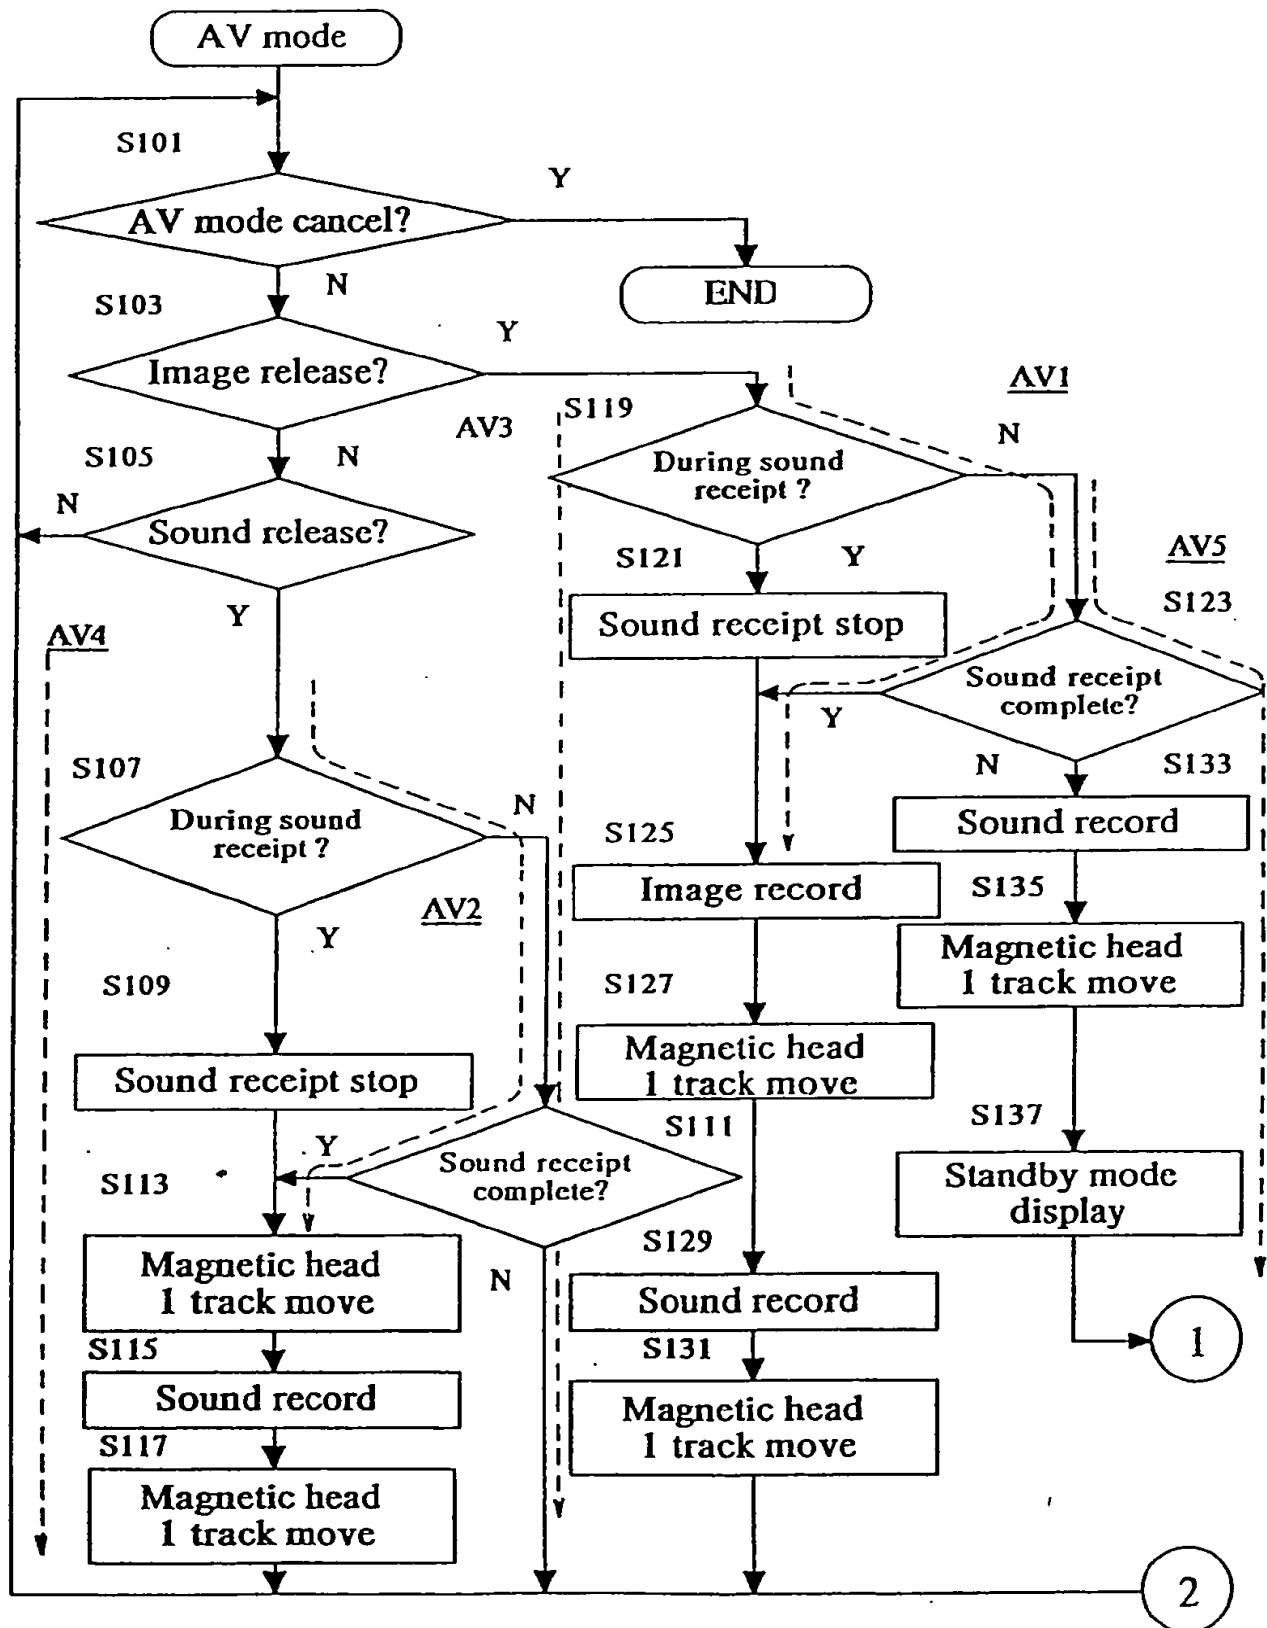 AV mode
S101
Y
AV mode cancel?
N
END
S103
Y
Image release?
AV1
AV3
S119
N
S105
N
During sound
receipt ?
N
Sound release?
S121
Y
AV5
S123
Y
Sound receipt stop
AV4
Sound receipt
complete?
Y
S107
N
S133
N
During sound
receipt ?
S125
Sound record
Image record
S135
AV2
Y
Magnetic head
1 track move
S109
S127
Magnetic head
1 track move
Sound receipt stop
S111
S137
Y
Sound receipt
complete?
S113
Standby mode
display
S129
Magnetic head
1 track move
N
Sound record
S115
S131
1
Sound record
Magnetic head
1 track move
S117
Magnetic head
1 track move
2